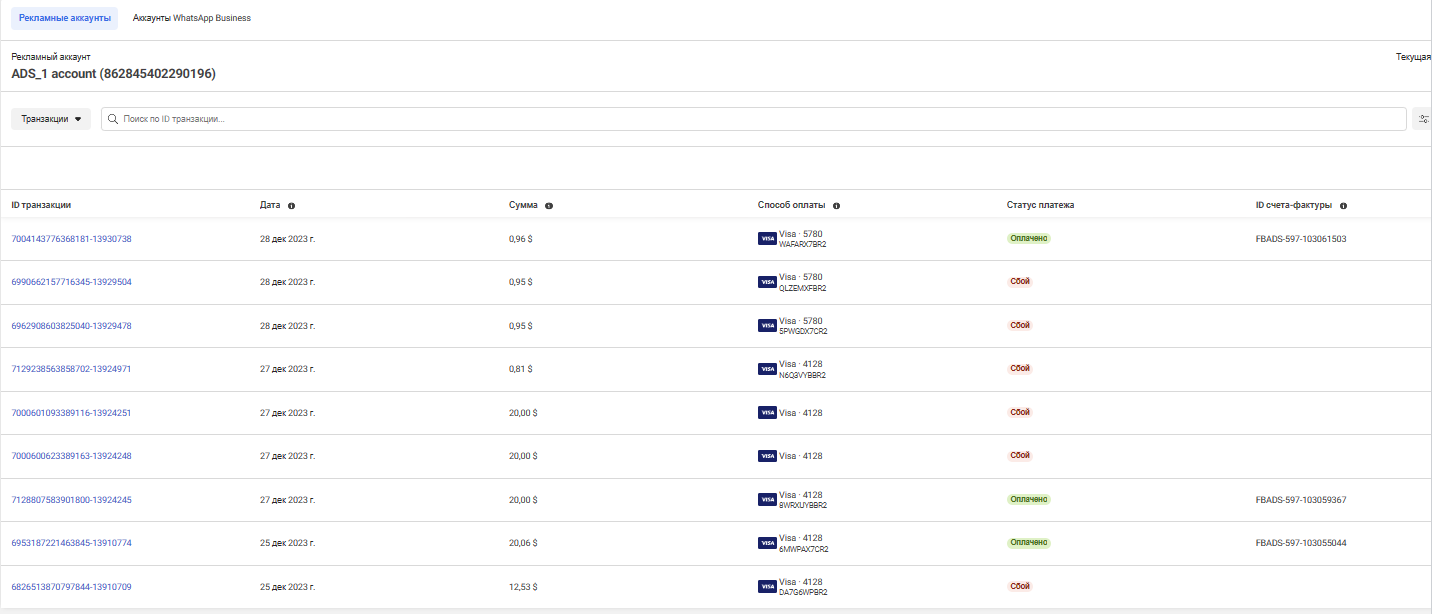 Рекламные аккаунты Аккаунты WhatsApp Business
Рекламный аккаунт Текущая
ADS_1 account (862845402290196)
Транзакции Поиск по ID транзакции...
ID транзакции Дата Сумма Способ оплаты Статус платежа ID счета-фактуры
7004143776368181-13930738 28 дек 2023 г. 0,96 $ VISA Visa · 5780 Оплачено FBADS-597-103061503
WAFARX7BR2
6990662157716345-13929504 28 дек 2023 г. 0,95 $ VISA Visa · 5780 Сбой
QLZEMXFBR2
6962908603825040-13929478 28 дек 2023 г. 0,95 $ VISA Visa · 5780 Сбой
5PWGDX7CR2
7129238563858702-13924971 27 дек 2023 г. 0,81 $ VISA Visa · 4128 Сбой
N6Q3VYBBR2
7000601093389116-13924251 27 дек 2023 г. 20,00 $ VISA Visa · 4128 Сбой
7000600623389163-13924248 27 дек 2023 г. 20,00 $ VISA Visa · 4128 Сбой
7128807583901800-13924245 27 дек 2023 г. 20,00 $ VISA Visa · 4128 Оплачено FBADS-597-103059367
8WRXUYBBR2
6953187221463845-13910774 25 дек 2023 г. 20,06 $ VISA Visa · 4128 Оплачено FBADS-597-103055044
6MWPAX7CR2
6826513870797844-13910709 25 дек 2023 г. 12,53 $ VISA Visa · 4128 Сбой
DA7G6WPBR2